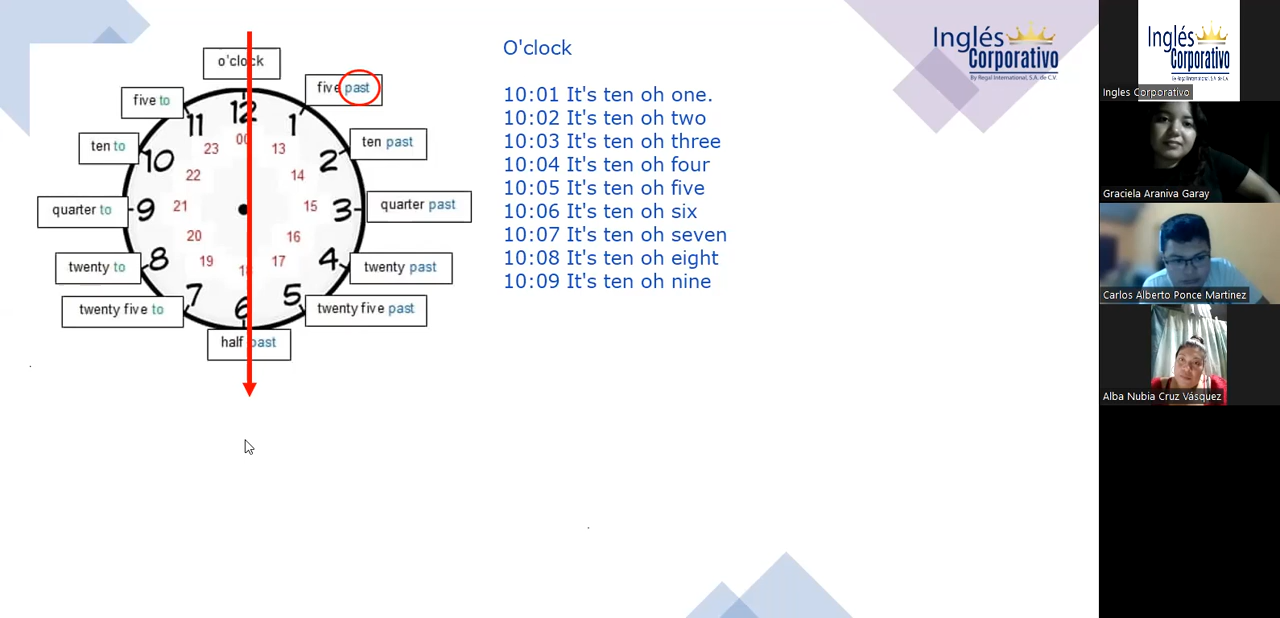 o'clock
five past
ten past
quarter past
twenty past
twenty five past
half past
twenty five to
twenty to
quarter to
ten to
five to
12
1
2
3
4
5
6
7
8
9
10
11
13
14
15
16
17
19
20
21
22
23
O'clock
10:01 It's ten oh one.
10:02 It's ten oh two
10:03 It's ten oh three
10:04 It's ten oh four
10:05 It's ten oh five
10:06 It's ten oh six
10:07 It's ten oh seven
10:08 It's ten oh eight
10:09 It's ten oh nine
Inglés
Corporativo
By Regal International, S.A. de C.V.
Inglés
Corporativo
Ingles Corporativo
Graciela Araniva Garay
Carlos Alberto Ponce Martinez
Alba Nubia Cruz Vásquez